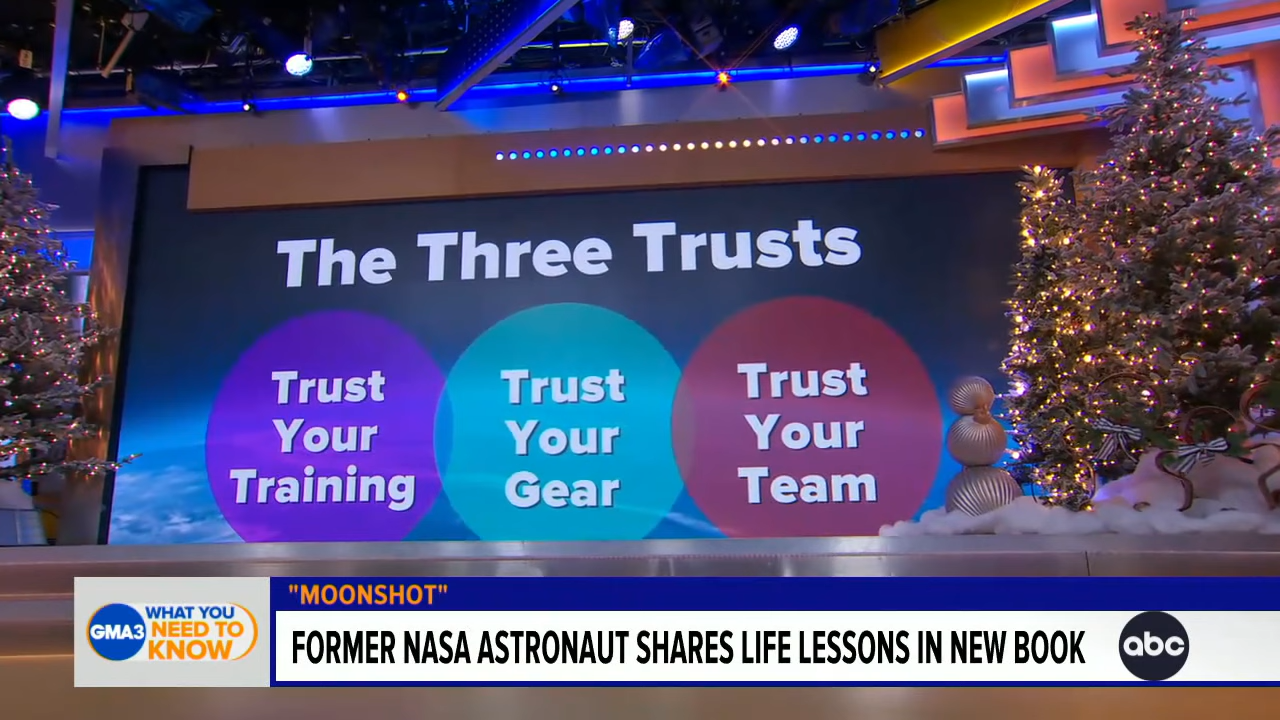 The Three Trusts
Trust
Your
Training
Trust
Your
Gear
Trust
Your
Team
"MOONSHOT"
GMA3
WHAT YOU
NEED TO
KNOW
FORMER NASA ASTRONAUT SHARES LIFE LESSONS IN NEW BOOK
abc